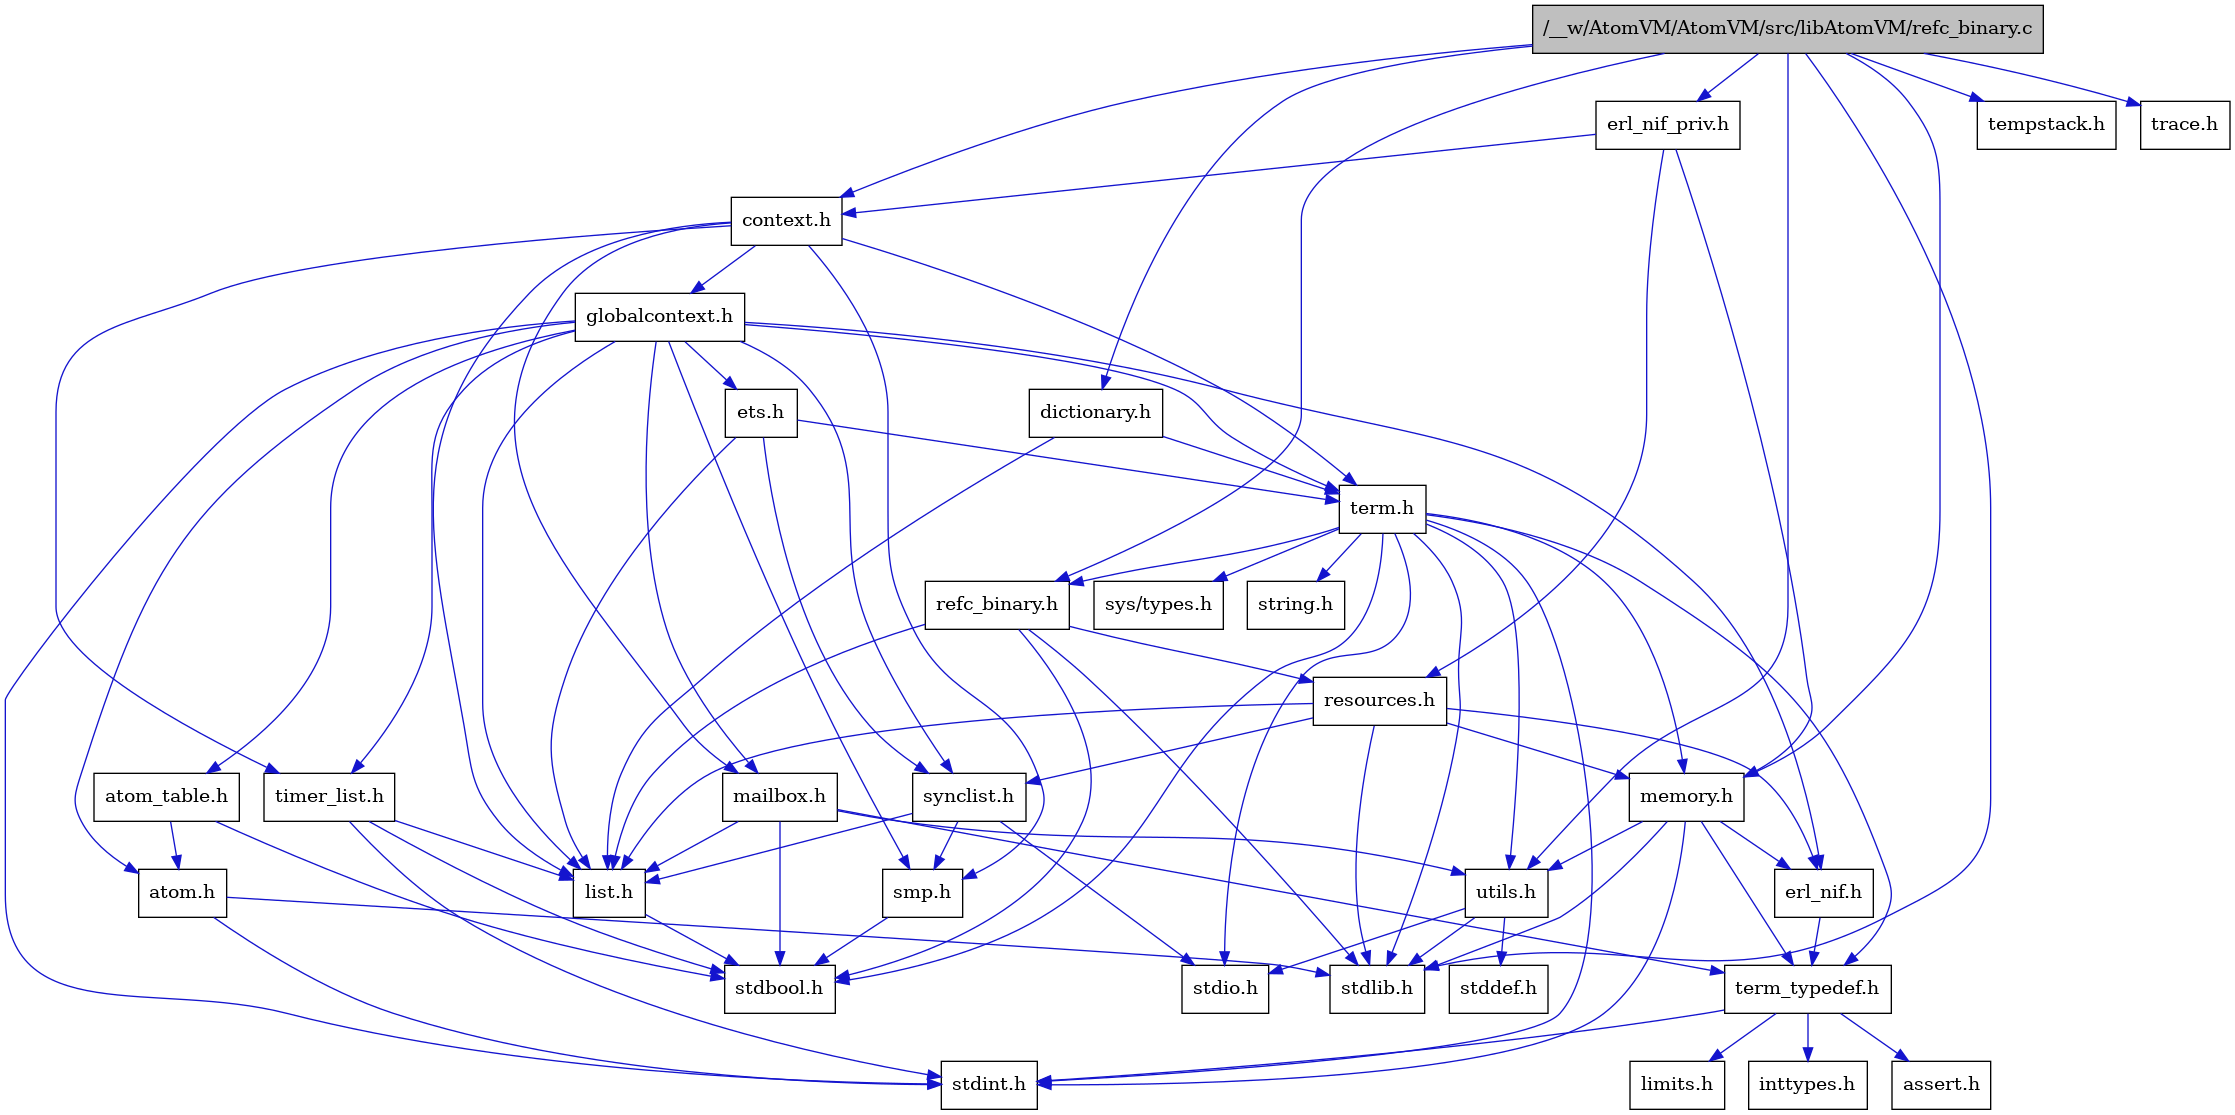 /__w/AtomVM/AtomVM/src/libAtomVM/refc_binary.c
erl_nif_priv.h
tempstack.h
trace.h
context.h
globalcontext.h
ets.h
dictionary.h
term.h
refc_binary.h
sys/types.h
string.h
resources.h
atom_table.h
timer_list.h
mailbox.h
synclist.h
memory.h
atom.h
list.h
smp.h
utils.h
erl_nif.h
stdbool.h
stdio.h
stdlib.h
stddef.h
term_typedef.h
stdint.h
limits.h
inttypes.h
assert.h